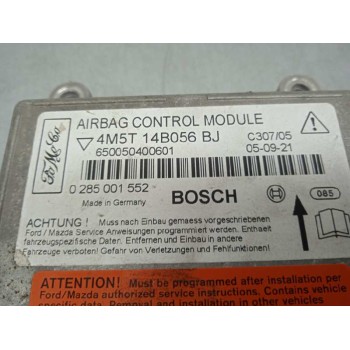 FoMoCo
AIRBAG CONTROL MODULE
4M5T 14B056 BJ
C307/05
650050400601
05-09-21
0 285 001 552
BOSCH
Made in Germany
085
ACHTUNG! Muss nach Einbau gemaess vorgeschriebenen
Ford / Mazda Service Anweisungen programmiert werden. Einbau in
fahrzeugspezifische Daten, Entfernen und Einbau in andere
Fahrzeuge verboten! Gefahr von Verletzungen und Fehlfunktionen!
ATTENTION! Must be programmed after installation per
Ford/Mazda authorized service instructions. Contains vehicle